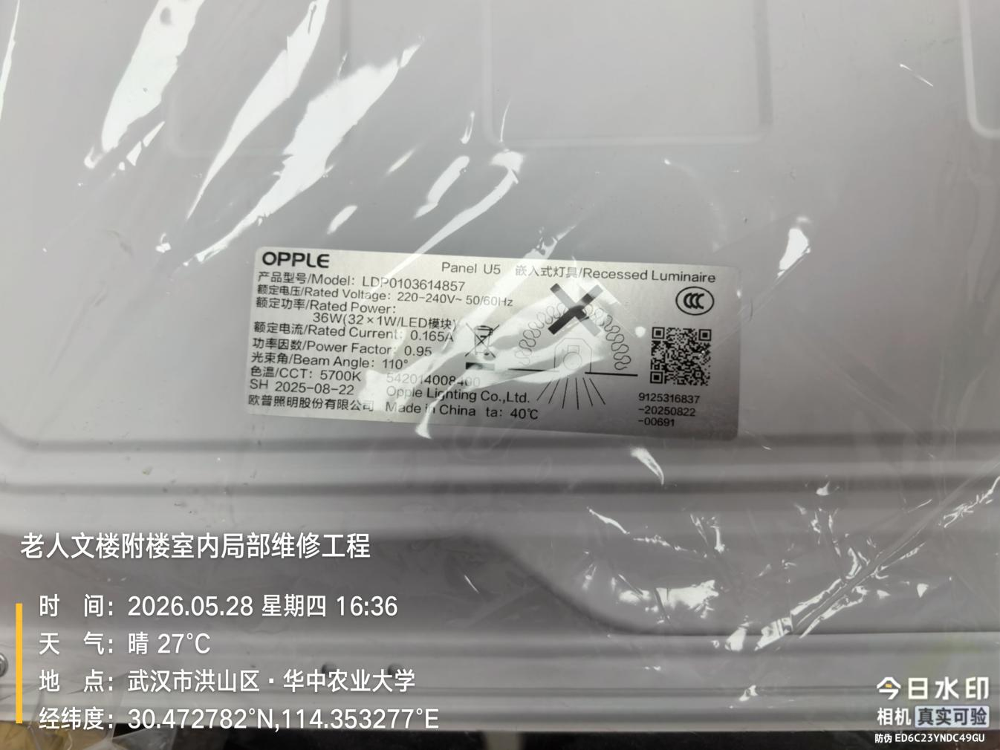 OPPLE
Panel U5 嵌入式灯具/Recessed Luminaire
产品型号/Model: LDP0103614857
额定电压/Rated Voltage: 220-240V~ 50/60Hz
额定功率/Rated Power:
36W(32×1W/LED模块)
额定电流/Rated Current: 0.165A
功率因数/Power Factor: 0.95
光束角/Beam Angle: 110°
色温/CCT: 5700K 542014008400
SH 2025-08-22 Opple Lighting Co.,Ltd.
欧普照明股份有限公司 Made in China ta: 40℃
CCC
9125316837
-20250822
-00691
老人文楼附楼室内局部维修工程
时 间: 2026.05.28 星期四 16:36
天 气: 晴 27°C
地 点: 武汉市洪山区·华中农业大学
经纬度: 30.472782°N,114.353277°E
今日水印
相机 真实可验
防伪 ED6C23YNDC49GU